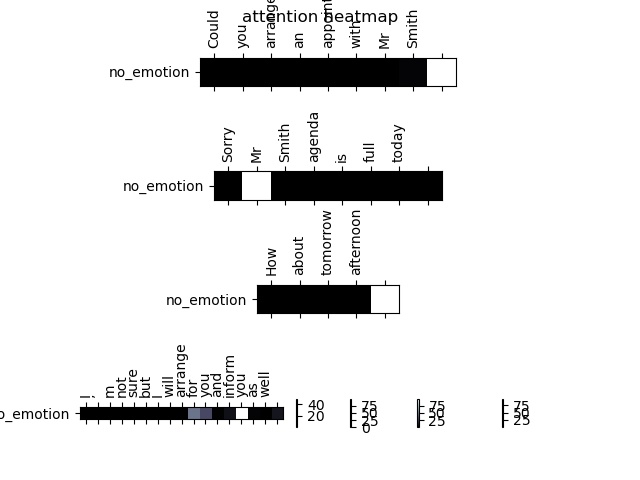 attention heatmap
Could you arrange an appoint with Mr Smith
no_emotion
Sorry Mr Smith agenda is full today
no_emotion
How about tomorrow afternoon
no_emotion
I , m not sure but I will arrange for you and inform you as well
o_emotion
40
20
75
50
25
0
75
50
25
75
50
25